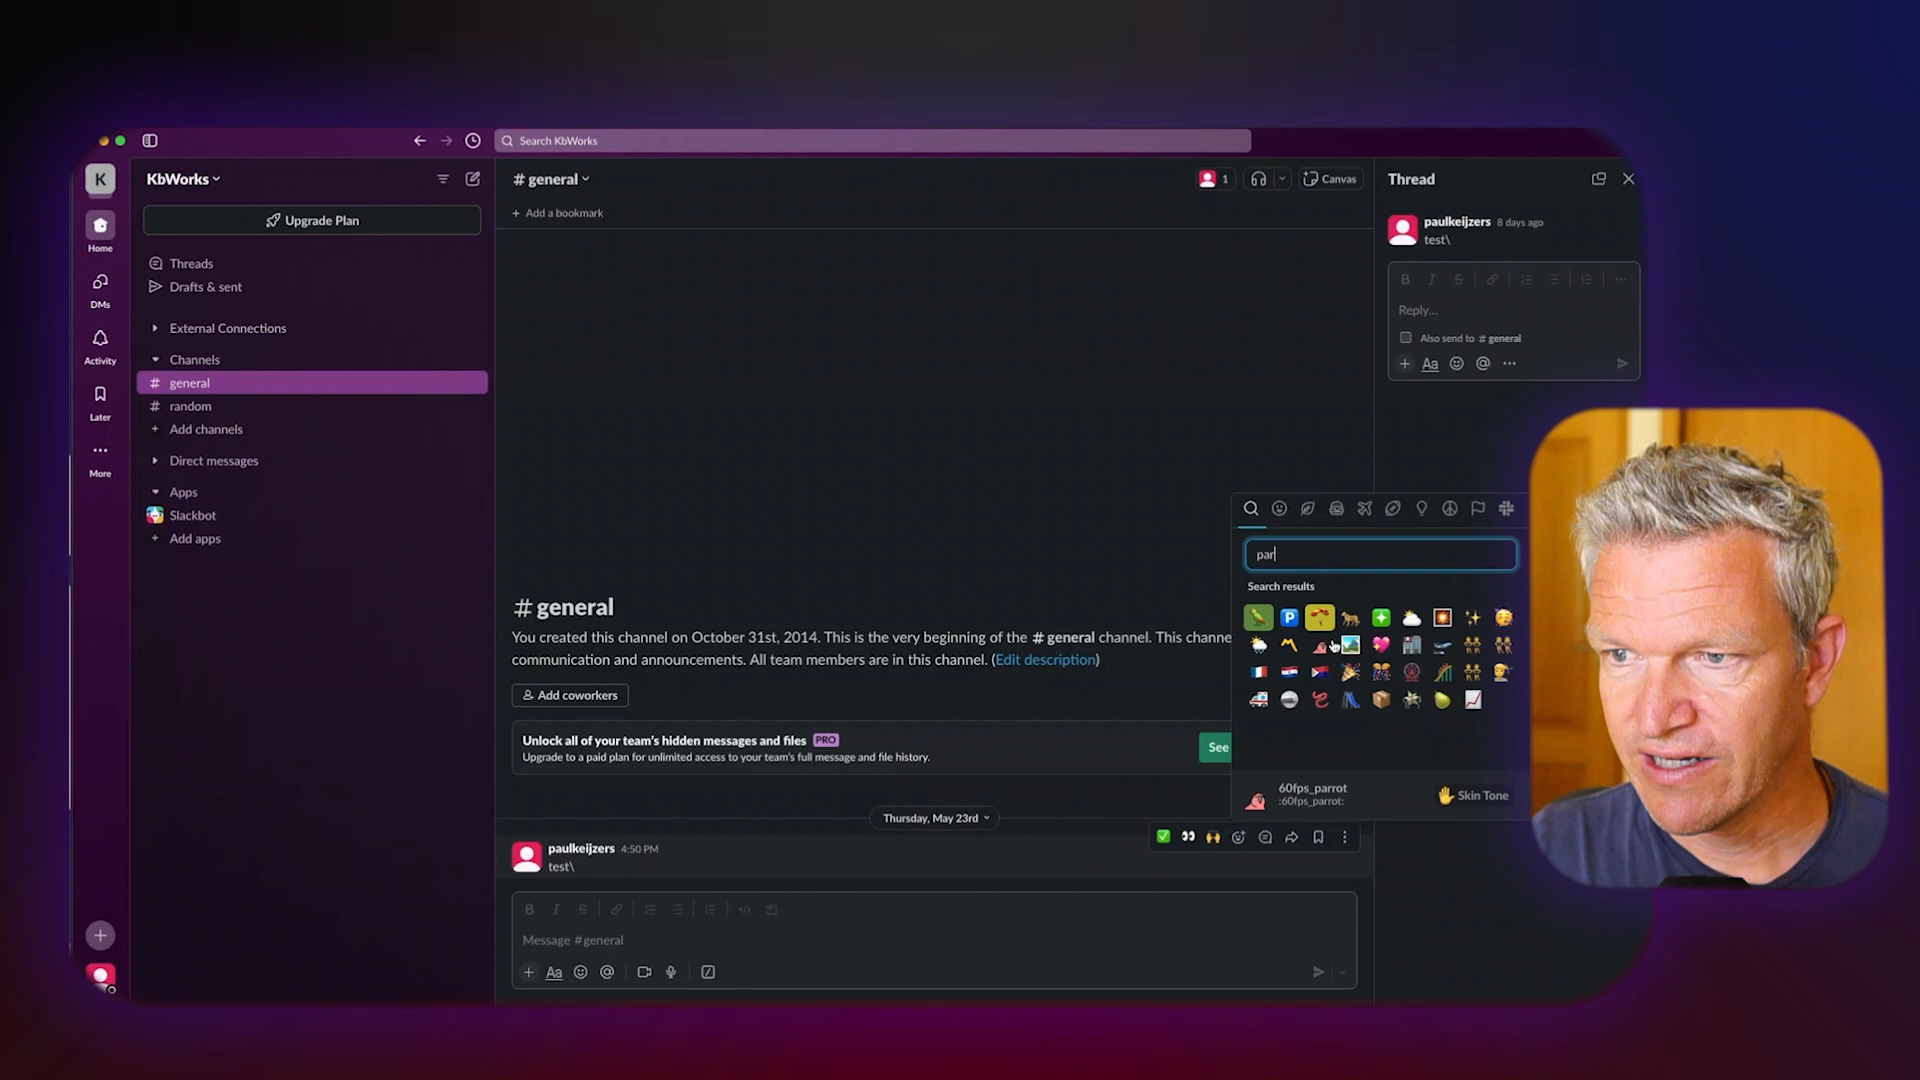 Search KbWorks
K
KbWorks
Upgrade Plan
Home
DMs
Activity
Later
More
Threads
Drafts & sent
External Connections
Channels
# general
# random
+ Add channels
Direct messages
Apps
Slackbot
+ Add apps
# general
1
Canvas
+ Add a bookmark
# general
You created this channel on October 31st, 2014. This is the very beginning of the # general channel. This channe
communication and announcements. All team members are in this channel. (Edit description)
Add coworkers
Unlock all of your team's hidden messages and files PRO
Upgrade to a paid plan for unlimited access to your team's full message and file history.
See
Thursday, May 23rd
paulkeijzers 4:50 PM
test\
B I S
Message #general
+ Aa @
Thread
paulkeijzers 8 days ago
test\
B I S
Reply...
Also send to # general
+ Aa @
par
Search results
P
60fps_parrot
:60fps_parrot:
Skin Tone